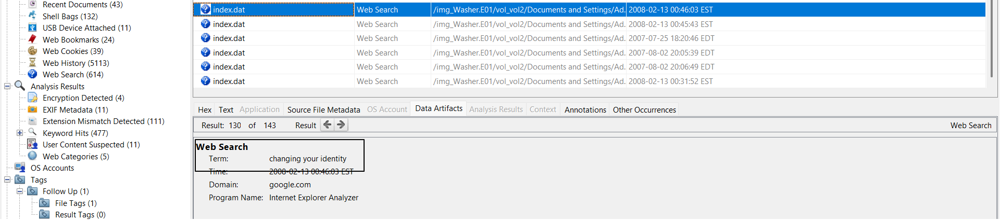 Recent Documents (43)
Shell Bags (132)
USB Device Attached (11)
Web Bookmarks (24)
Web Cookies (39)
Web History (5113)
Web Search (614)
Analysis Results
Encryption Detected (4)
EXIF Metadata (11)
Extension Mismatch Detected (111)
Keyword Hits (477)
User Content Suspected (11)
Web Categories (5)
OS Accounts
Tags
Follow Up (1)
File Tags (1)
Result Tags (0)
index.dat Web Search /img_Washer.E01/vol_vol2/Documents and Settings/Ad... 2008-02-13 00:46:03 EST
index.dat Web Search /img_Washer.E01/vol_vol2/Documents and Settings/Ad... 2008-02-13 00:45:43 EST
index.dat Web Search /img_Washer.E01/vol_vol2/Documents and Settings/Ad... 2007-07-25 18:20:46 EDT
index.dat Web Search /img_Washer.E01/vol_vol2/Documents and Settings/Ad... 2007-08-02 20:05:39 EDT
index.dat Web Search /img_Washer.E01/vol_vol2/Documents and Settings/Ad... 2007-08-02 20:06:49 EDT
index.dat Web Search /img_Washer.E01/vol_vol2/Documents and Settings/Ad... 2008-02-13 00:31:52 EST
Hex Text Application Source File Metadata OS Account Data Artifacts Analysis Results Context Annotations Other Occurrences
Result: 130 of 143 Result Web Search
Web Search
Term: changing your identity
Time: 2008-02-13 00:46:03 EST
Domain: google.com
Program Name: Internet Explorer Analyzer